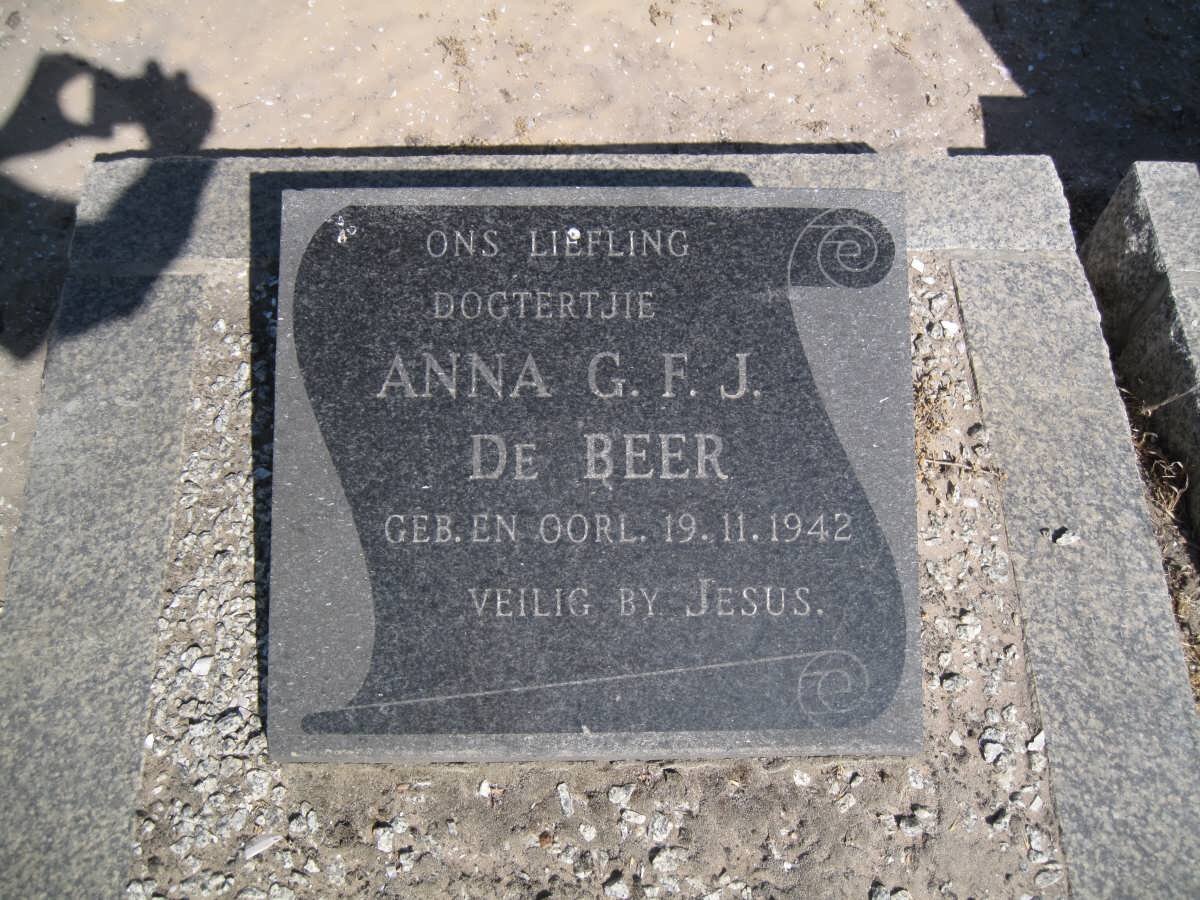 ONS LIEFLING
DOGTERTJIE
ANNA G. F. J.
DE BEER
GEB. EN OORL. 19.11.1942
VEILIG BY JESUS.